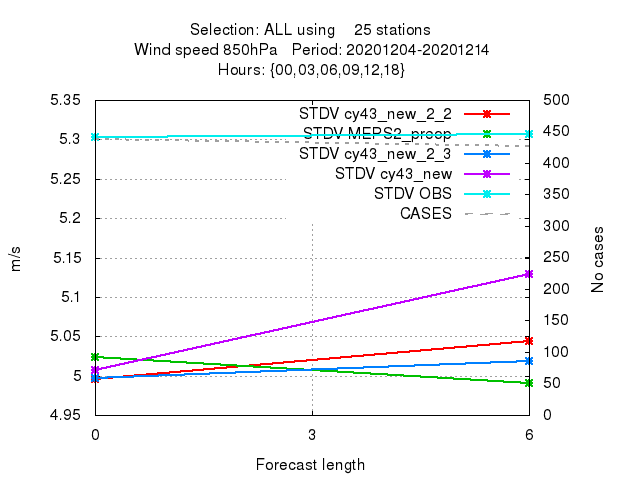 Selection: ALL using    25 stations
Wind speed 850hPa   Period: 20201204-20201214
Hours: {00,03,06,09,12,18}
STDV cy43_new_2_2
STDV MEPS2_preop
STDV cy43_new_2_3
STDV cy43_new
STDV OBS
CASES
5.35
5.3
5.25
5.2
5.15
5.1
5.05
5
4.95
m/s
500
450
400
350
300
250
200
150
100
50
0
No cases
0 3 6
Forecast length